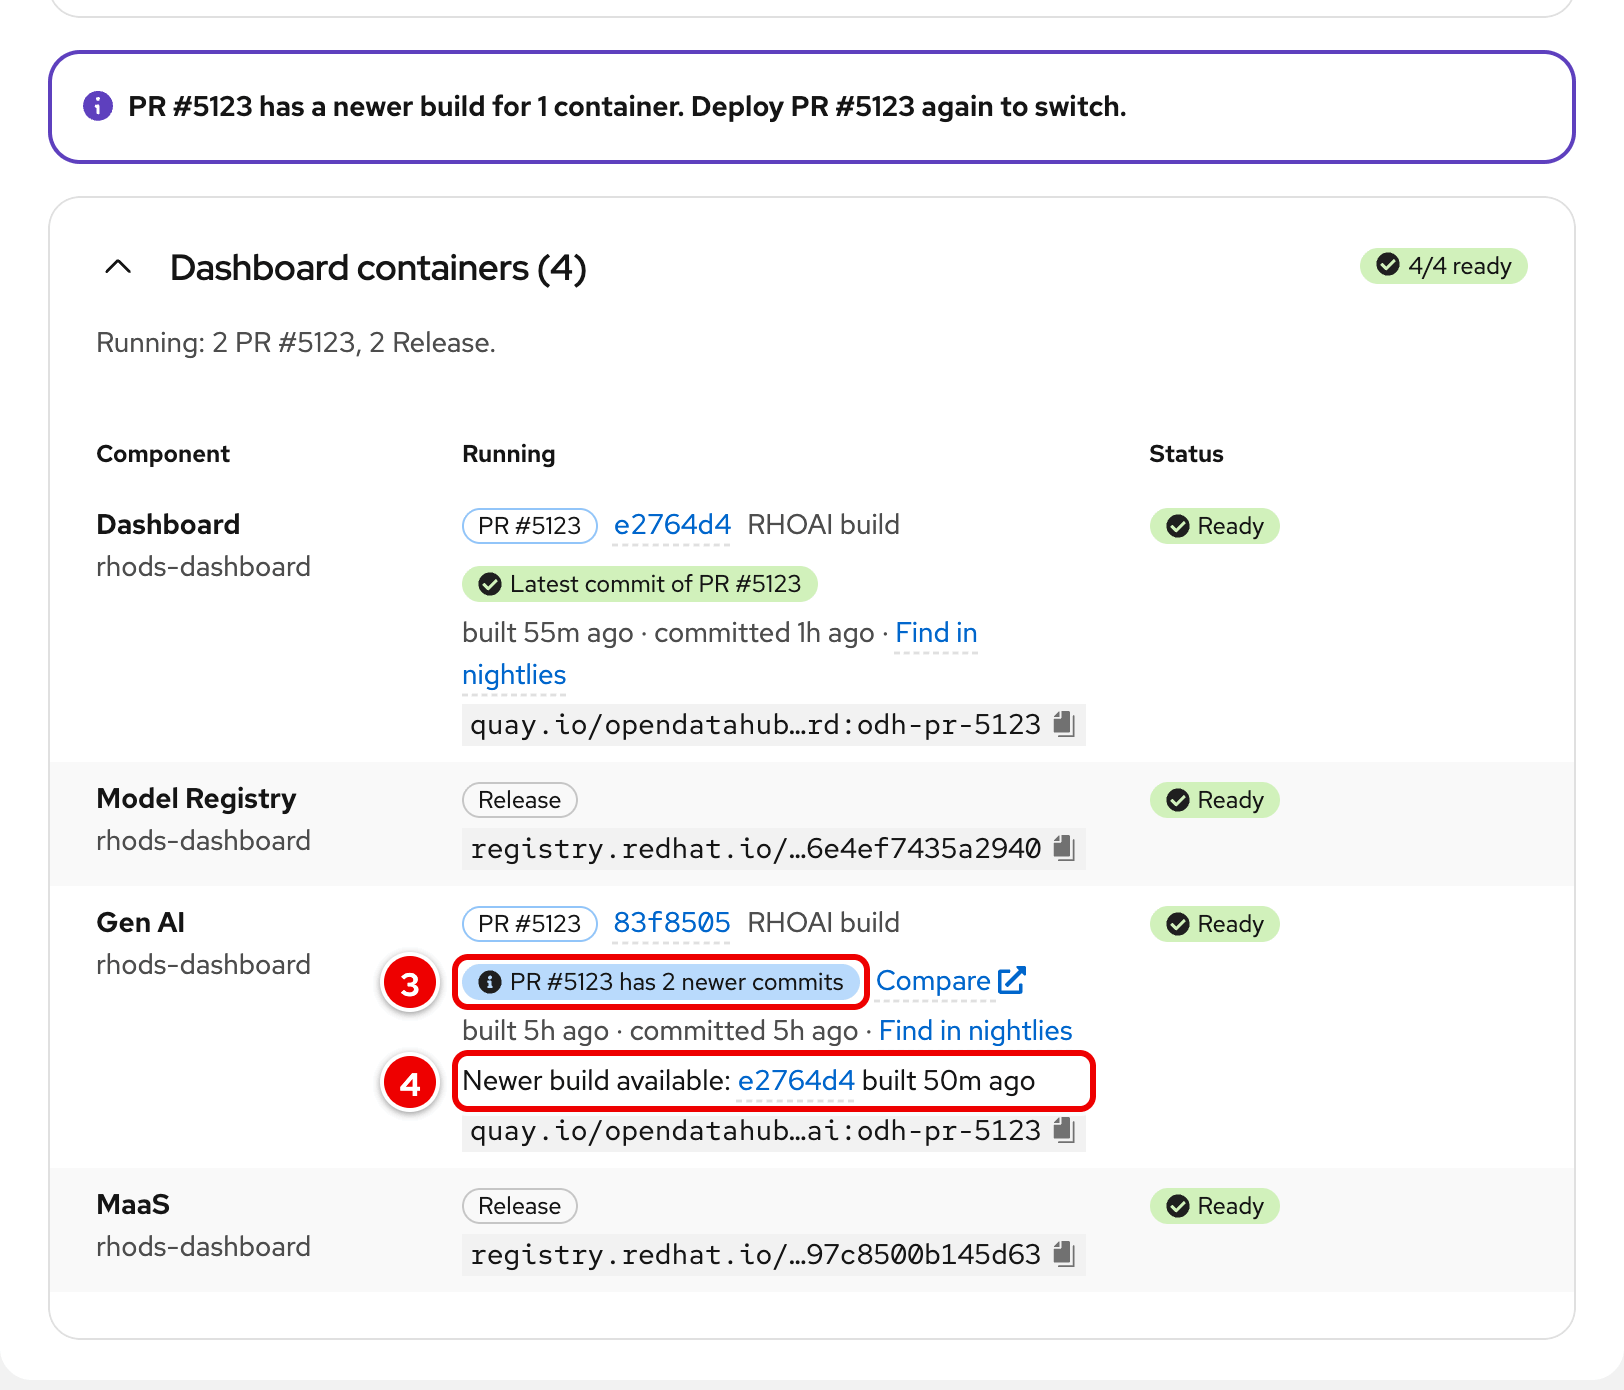 PR #5123 has a newer build for 1 container. Deploy PR #5123 again to switch.
Dashboard containers (4)
4/4 ready
Running: 2 PR #5123, 2 Release.
Component Running Status
Dashboard
rhods-dashboard
PR #5123 e2764d4 RHOAI build
Latest commit of PR #5123
built 55m ago · committed 1h ago · Find in
nightlies
quay.io/opendatahub…rd:odh-pr-5123
Ready
Model Registry
rhods-dashboard
Release
registry.redhat.io/…6e4ef7435a2940
Ready
Gen AI
rhods-dashboard
PR #5123 83f8505 RHOAI build
3
PR #5123 has 2 newer commits Compare
built 5h ago · committed 5h ago · Find in nightlies
4
Newer build available: e2764d4 built 50m ago
quay.io/opendatahub…ai:odh-pr-5123
Ready
MaaS
rhods-dashboard
Release
registry.redhat.io/…97c8500b145d63
Ready